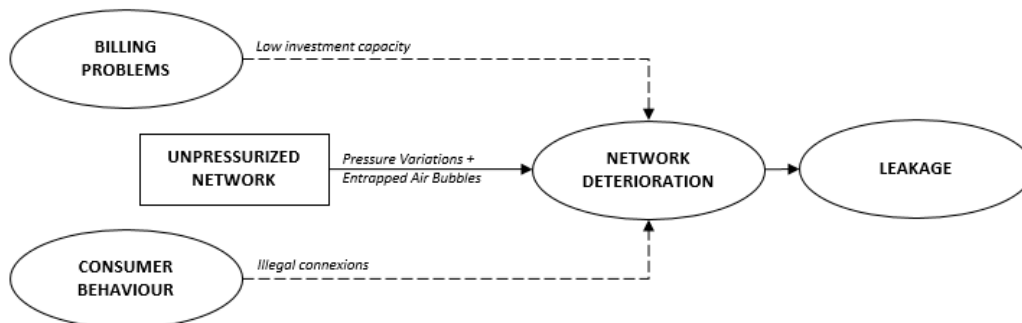 BILLING
PROBLEMS
Low investment capacity
UNPRESSURIZED
NETWORK
Pressure Variations +
Entrapped Air Bubbles
NETWORK
DETERIORATION
LEAKAGE
CONSUMER
BEHAVIOUR
Illegal connexions